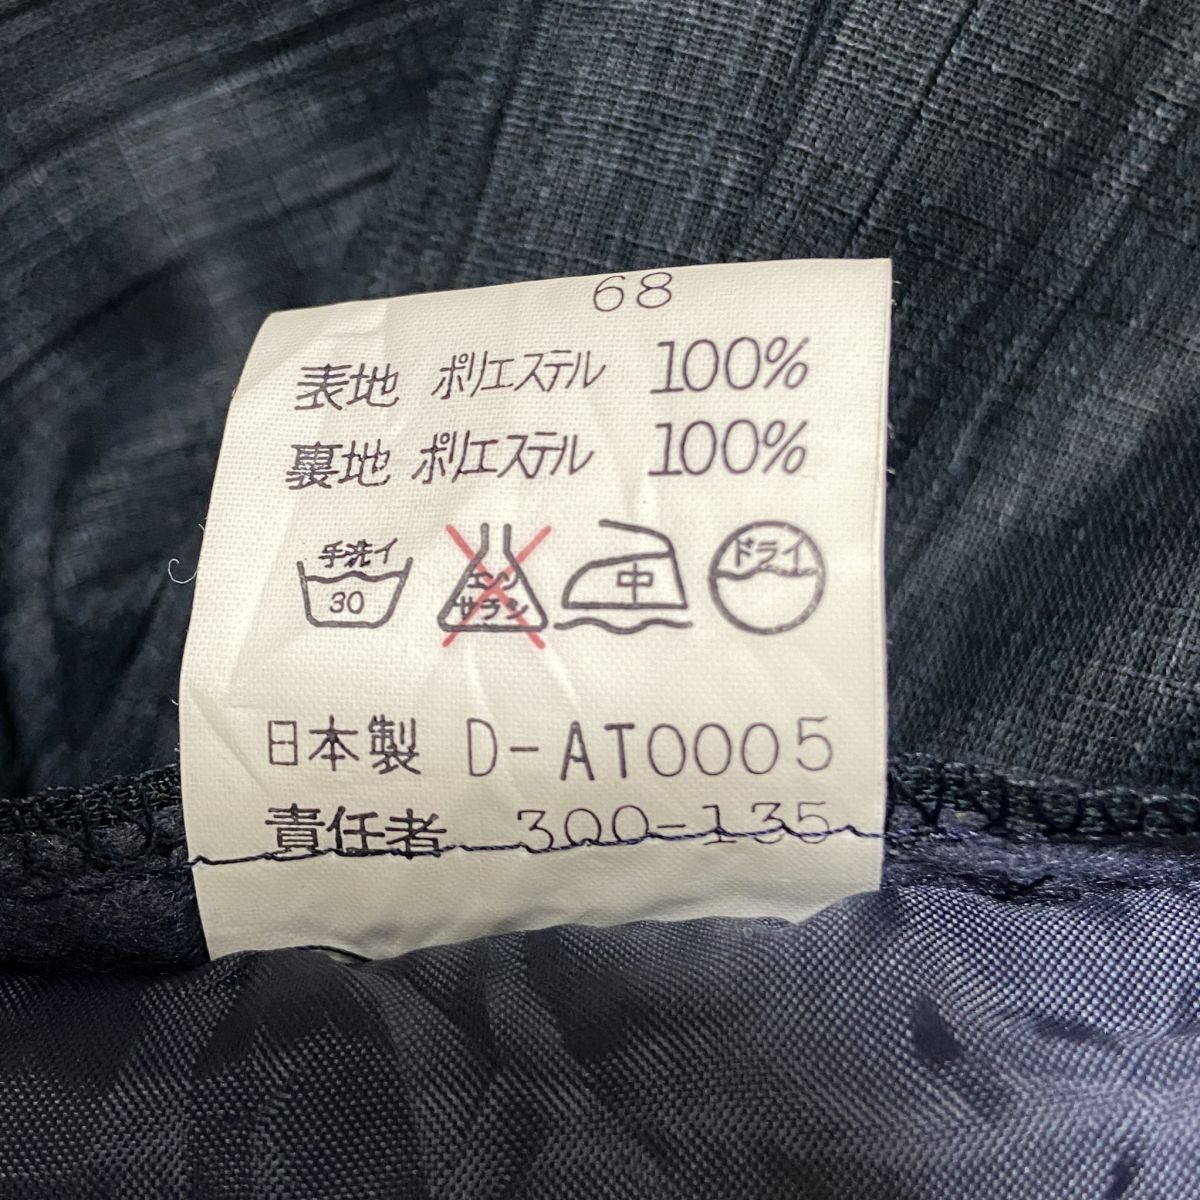 68
表地 ポリエステル 100%
裏地 ポリエステル 100%
手洗イ 30 エンソサラシ 中 ドライ
日本製 D-AT0005
責任者 300-135